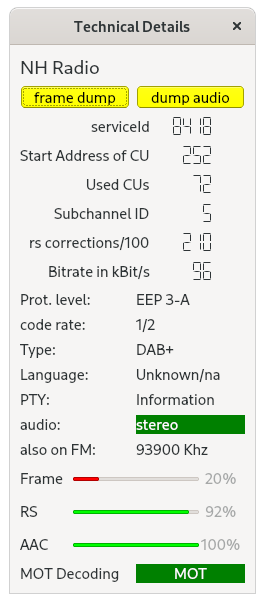 Technical Details ×
NH Radio
frame dump dump audio
serviceId 8418
Start Address of CU 252
Used CUs 72
Subchannel ID 5
rs corrections/100 210
Bitrate in kBit/s 96
Prot. level: EEP 3-A
code rate: 1/2
Type: DAB+
Language: Unknown/na
PTY: Information
audio: stereo
also on FM: 93900 Khz
Frame 20%
RS 92%
AAC 100%
MOT Decoding MOT